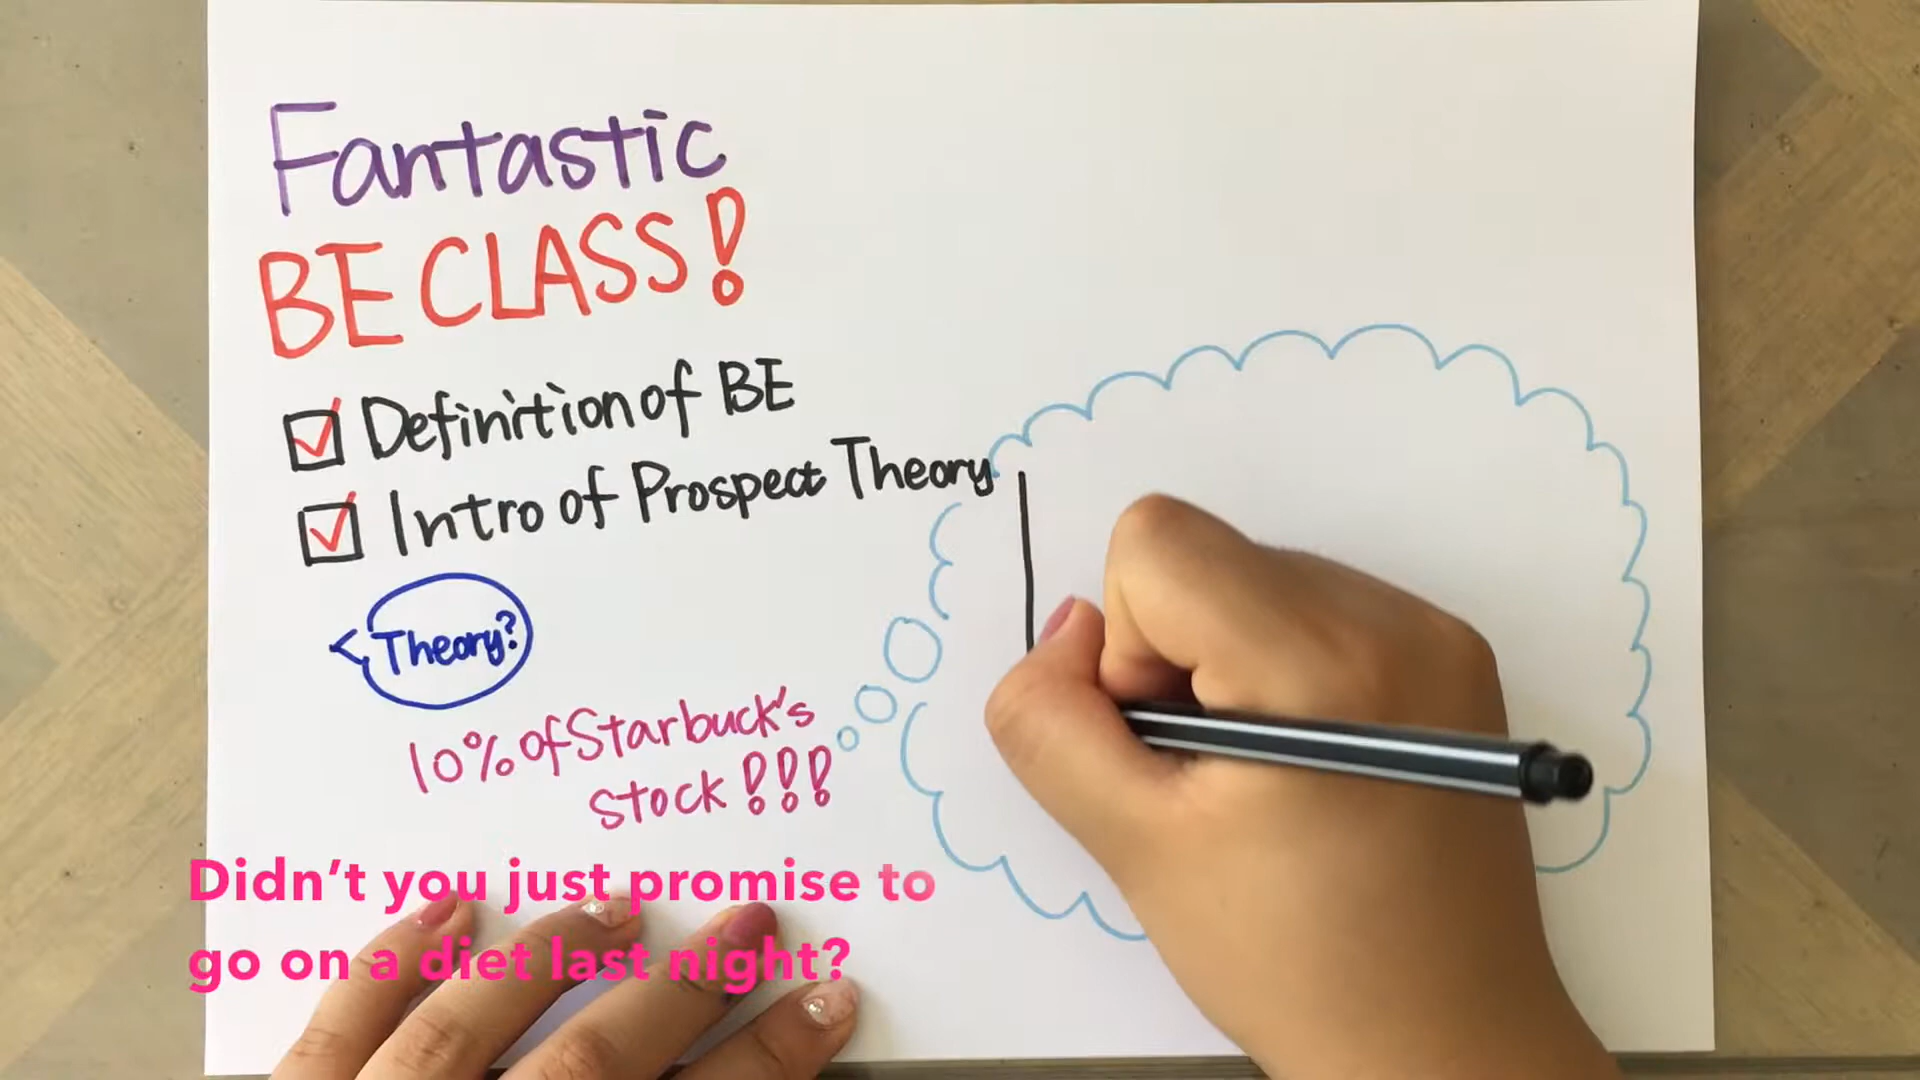 Fantastic
BE CLASS!
Definition of BE
Intro of Prospect Theory
Theory?
10% of Starbuck's
stock!!!
Didn't you just promise to
go on a diet last night?